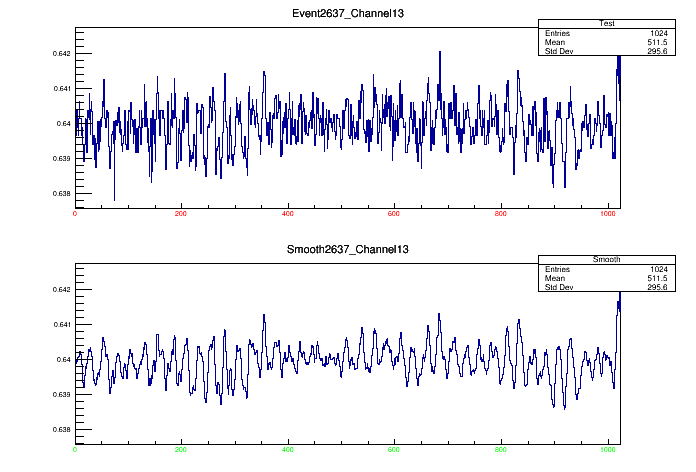 Event2637_Channel13
Test
Entries 1024
Mean 511.5
Std Dev 295.6
0.642
0.641
0.64
0.639
0.638
0 200 400 600 800 1000
Smooth2637_Channel13
Smooth
Entries 1024
Mean 511.5
Std Dev 295.6
0.642
0.641
0.64
0.639
0.638
0 200 400 600 800 1000